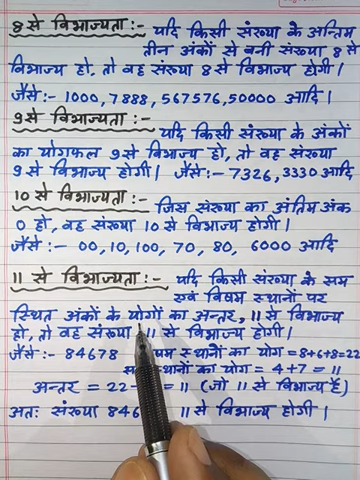 8 से विभाज्यता :- यदि किसी संख्या के अन्तिम
तीन अंकों से बनी संख्या 8 से
विभाज्य हो, तो वह संख्या 8 से विभाज्य होगी।
जैसे:- 1000, 7888, 567576, 50000 आदि।
9 से विभाज्यता :-
यदि किसी संख्या के अंकों
का योगफल 9 से विभाज्य हो, तो वह संख्या
9 से विभाज्य होगी। जैसे:- 7326, 3330 आदि
10 से विभाज्यता :-
जिस संख्या का अंतिम अंक
0 हो, वह संख्या 10 से विभाज्य होगी।
जैसे:- 00, 10, 100, 70, 80, 6000 आदि
11 से विभाज्यता :- यदि किसी संख्या के सम
एवं विषम स्थानों पर
स्थित अंकों के योगों का अन्तर, 11 से विभाज्य
हो, तो वह संख्या 11 से विभाज्य होगी।
जैसे:- 84678 षम स्थानों का योग = 8+6+8=22
स स्थानों का योग = 4+7 = 11
अन्तर = 22- = 11 (जो 11 से विभाज्य है)
अतः संख्या 846 11 से विभाज्य होगी।